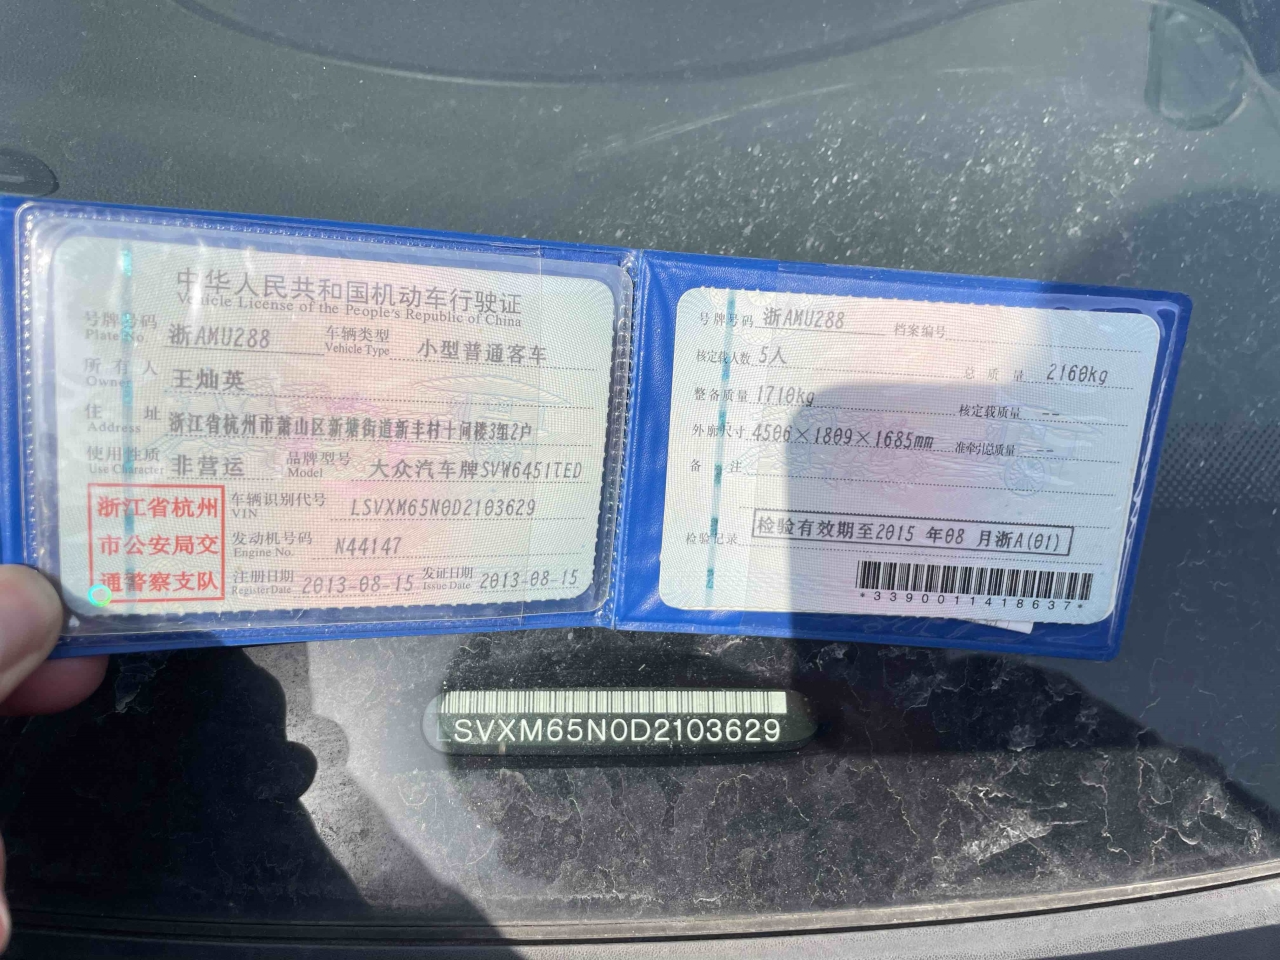 中华人民共和国机动车行驶证
Vehicle License of the People's Republic of China
号牌号码 浙AMU288 车辆类型 小型普通客车
Plate No. Vehicle Type
所有人 王灿英
Owner
住址 浙江省杭州市萧山区新塘街道新丰村十间楼3组2户
Address
使用性质 非营运 品牌型号 大众汽车牌SVW6451TED
Use Character Model
浙江省杭州
市公安局交
通警察支队
车辆识别代号 LSVXM65N0D2103629
VIN
发动机号码 N44147
Engine No.
注册日期 2013-08-15 发证日期 2013-08-15
Register Date Issue Date
号牌号码 浙AMU288 档案编号
核定载人数 5人 总质量 2160kg
整备质量 1710kg 核定载质量 --
外廓尺寸 4506×1809×1685mm 准牵引总质量 --
备注
检验记录 检验有效期至2015 年08 月浙A(01)
*3390011418637*
LSVXM65N0D2103629